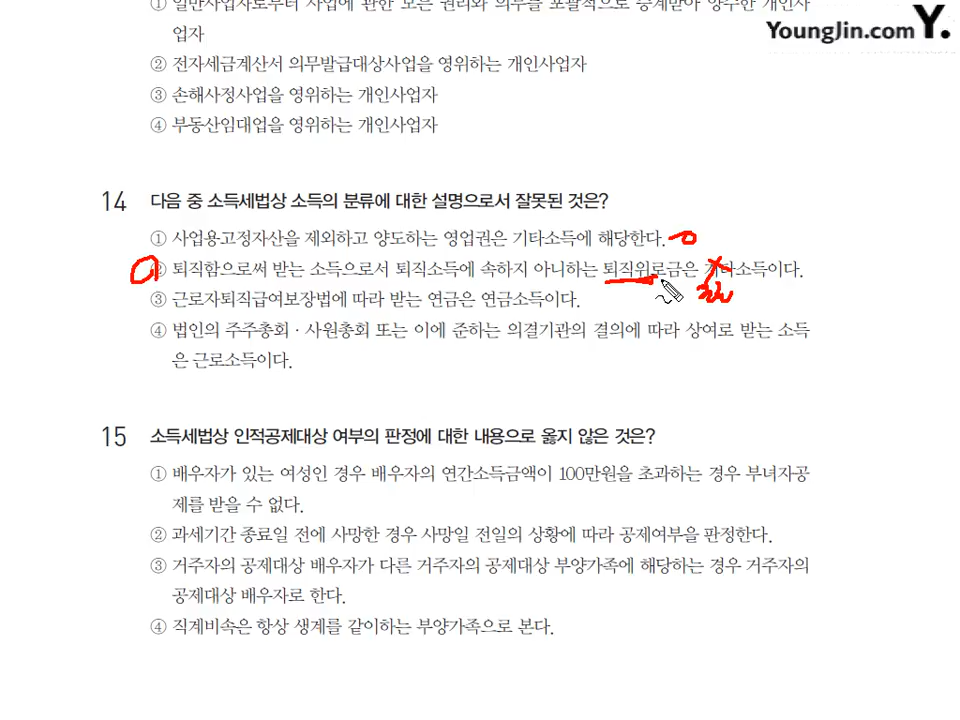 ① 일반사업자로부터 사업에 관한 모든 권리와 의무를 포괄적으로 승계받아 양수한 개인사
업자
YoungJin.com Y.
② 전자세금계산서 의무발급대상사업을 영위하는 개인사업자
③ 손해사정사업을 영위하는 개인사업자
④ 부동산임대업을 영위하는 개인사업자
14 다음 중 소득세법상 소득의 분류에 대한 설명으로서 잘못된 것은?
① 사업용고정자산을 제외하고 양도하는 영업권은 기타소득에 해당한다.
② 퇴직함으로써 받는 소득으로서 퇴직소득에 속하지 아니하는 퇴직위로금은 기타소득이다.
③ 근로자퇴직급여보장법에 따라 받는 연금은 연금소득이다.
④ 법인의 주주총회 · 사원총회 또는 이에 준하는 의결기관의 결의에 따라 상여로 받는 소득
은 근로소득이다.
15 소득세법상 인적공제대상 여부의 판정에 대한 내용으로 옳지 않은 것은?
① 배우자가 있는 여성인 경우 배우자의 연간소득금액이 100만원을 초과하는 경우 부녀자공
제를 받을 수 없다.
② 과세기간 종료일 전에 사망한 경우 사망일 전일의 상황에 따라 공제여부을 판정한다.
③ 거주자의 공제대상 배우자가 다른 거주자의 공제대상 부양가족에 해당하는 경우 거주자의
공제대상 배우자로 한다.
④ 직계비속은 항상 생계를 같이하는 부양가족으로 본다.